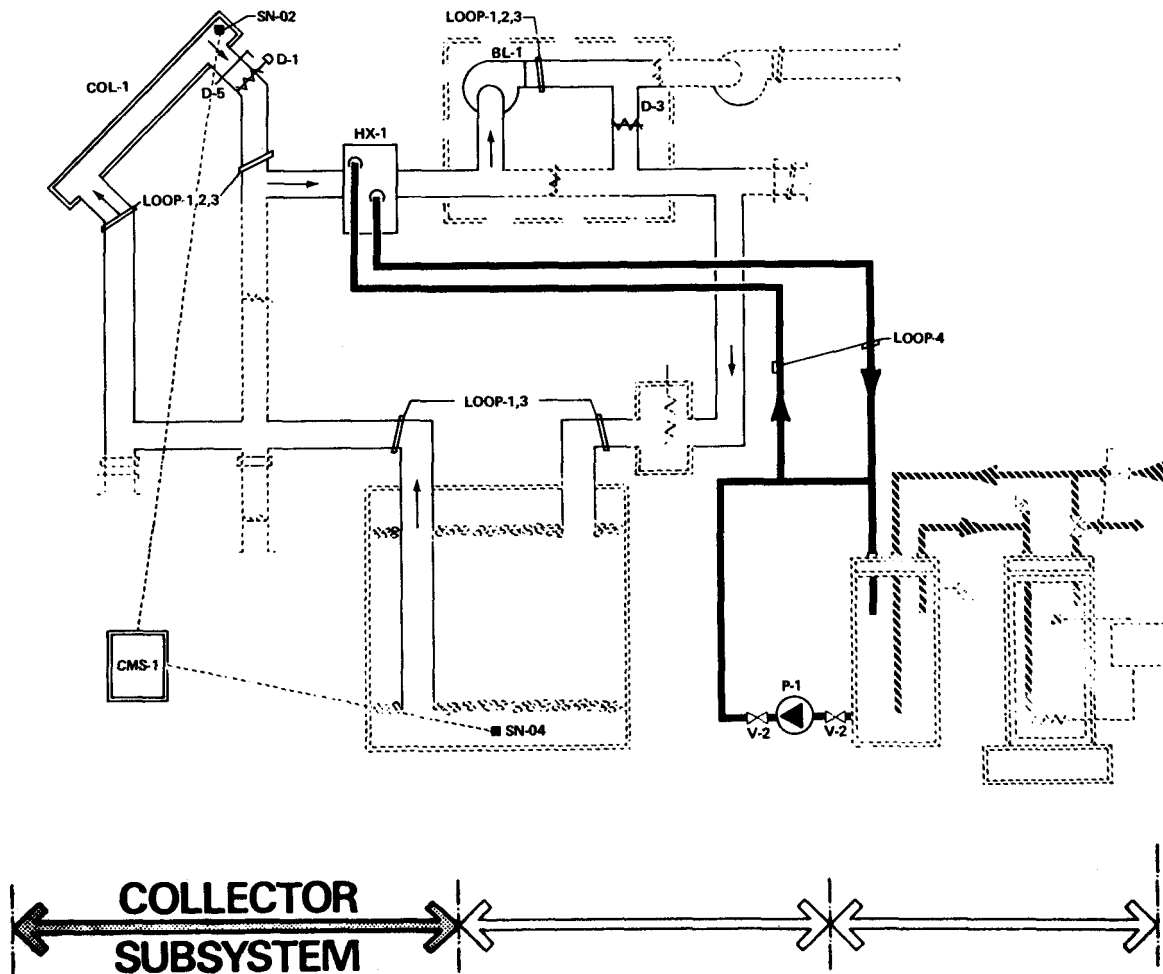 SN-02
LOOP-1,2,3
BL-1
D-1
COL-1
D-5
D-3
HX-1
LOOP-1,2,3
LOOP-4
LOOP-1,3
CMS-1
P-1
SN-04
V-2
V-2
COLLECTOR
SUBSYSTEM